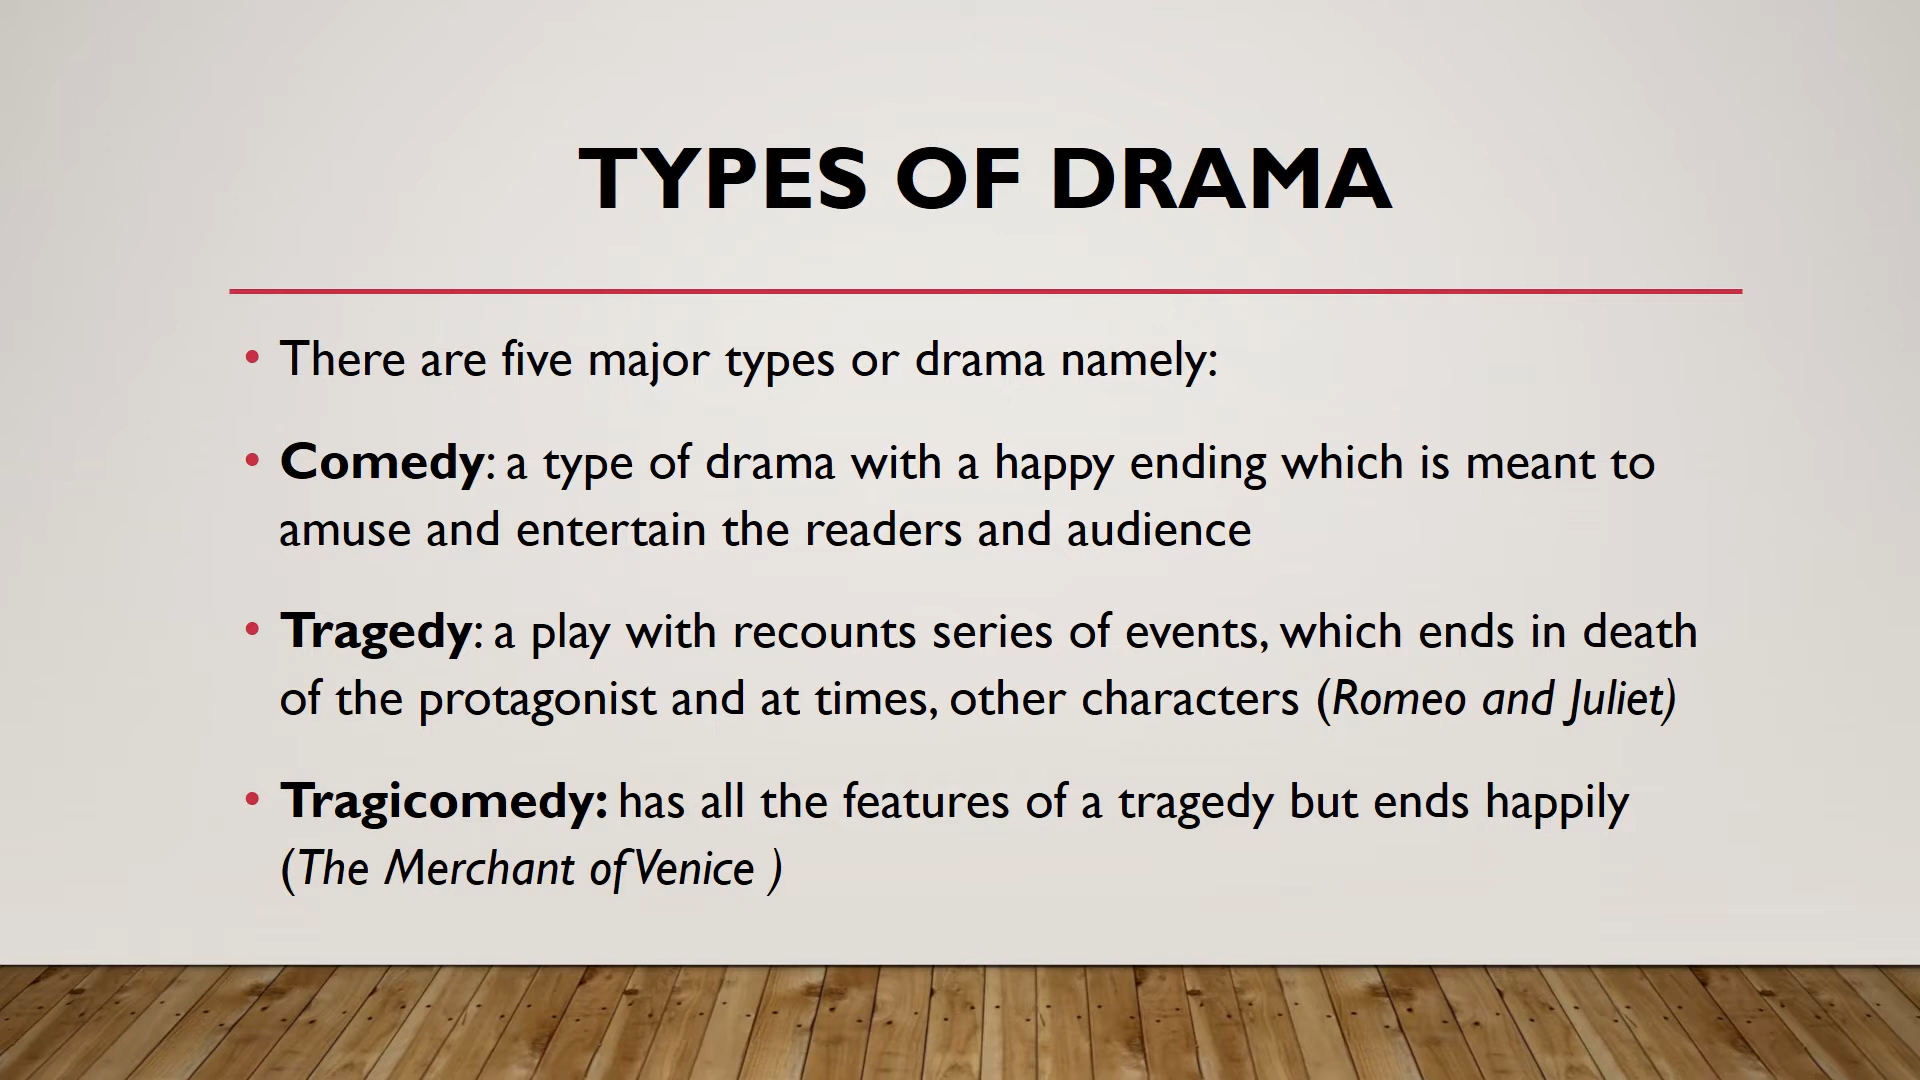 TYPES OF DRAMA
• There are five major types or drama namely:
• Comedy: a type of drama with a happy ending which is meant to
amuse and entertain the readers and audience
• Tragedy: a play with recounts series of events, which ends in death
of the protagonist and at times, other characters (Romeo and Juliet)
• Tragicomedy: has all the features of a tragedy but ends happily
(The Merchant of Venice )